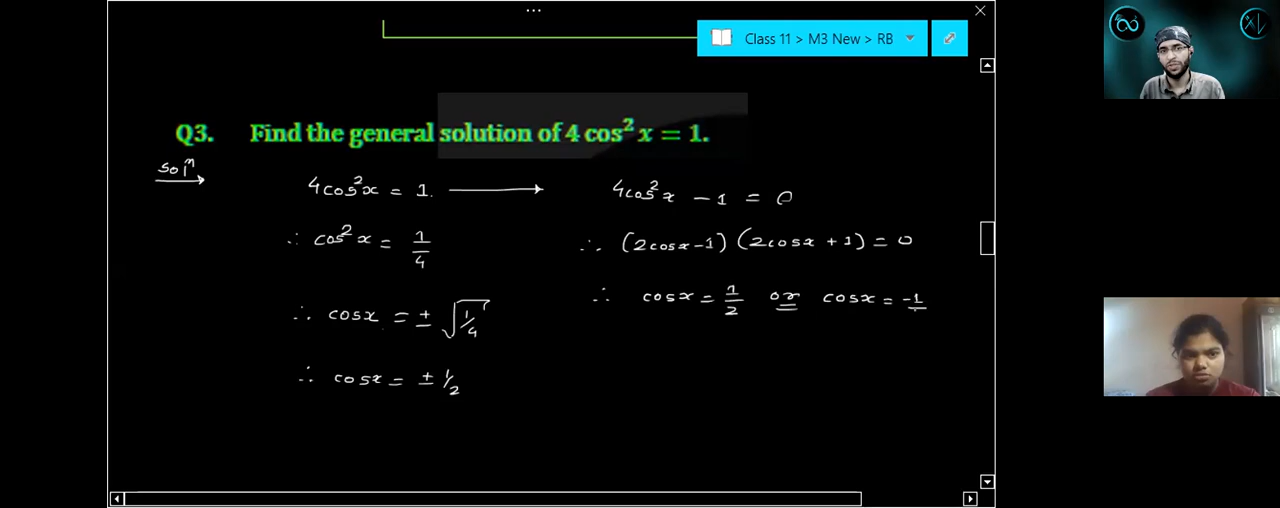 Class 11 > M3 New > RB
Q3. Find the general solution of 4 cos² x = 1.
Solⁿ
4cos²x = 1. ⟶ 4cos²x - 1 = 0
∴ cos²x = 1/4
∴ (2cosx-1) (2cosx + 1) = 0
∴ cosx = 1/2 or cosx = -1
∴ cosx = ± √1/4
∴ cosx = ± 1/2